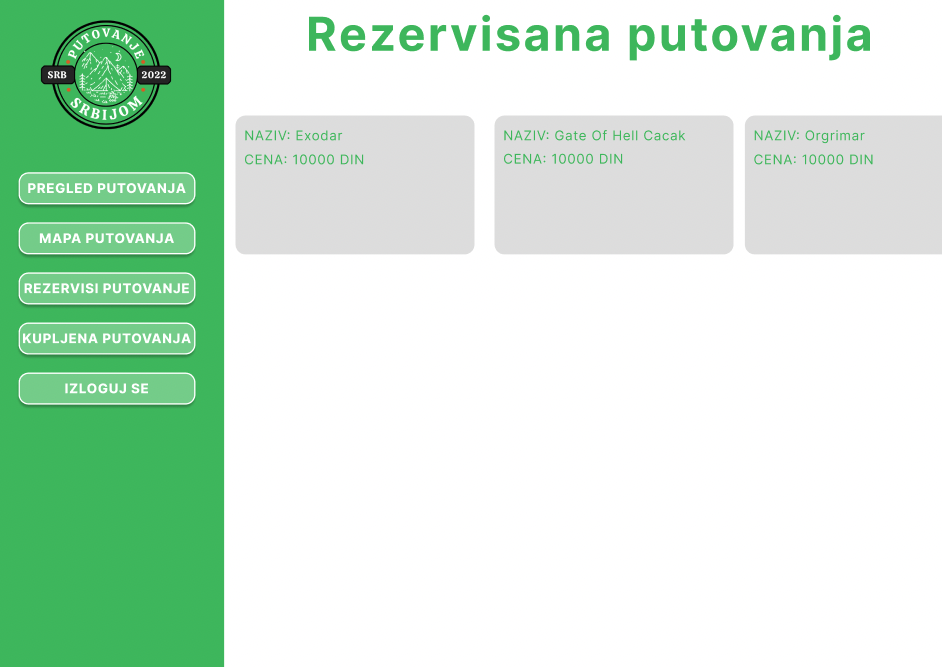 PUTOVANJE
SRB
2022
SRBIJOM
PREGLED PUTOVANJA
MAPA PUTOVANJA
REZERVISI PUTOVANJE
KUPLJENA PUTOVANJA
IZLOGUJ SE
Rezervisana putovanja
NAZIV: Exodar
CENA: 10000 DIN
NAZIV: Gate Of Hell Cacak
CENA: 10000 DIN
NAZIV: Orgrimar
CENA: 10000 DIN